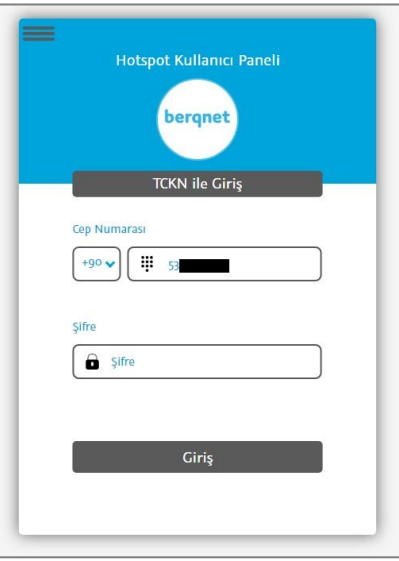 Hotspot Kullanıcı Paneli
berqnet
TCKN ile Giriş
Cep Numarası
+90 53
Şifre
Şifre
Giriş